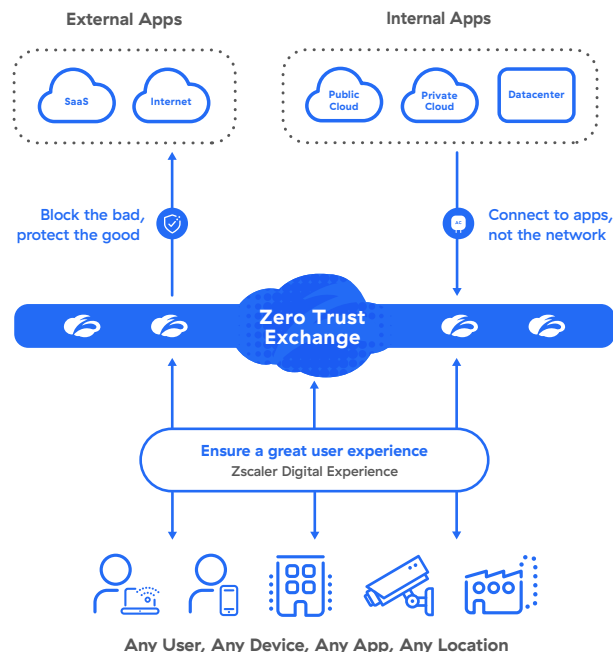 External Apps
Internal Apps
SaaS
Internet
Public
Cloud
Private
Cloud
Datacenter
Block the bad,
protect the good
AC
Connect to apps,
not the network
Zero Trust
Exchange
Ensure a great user experience
Zscaler Digital Experience
Any User, Any Device, Any App, Any Location